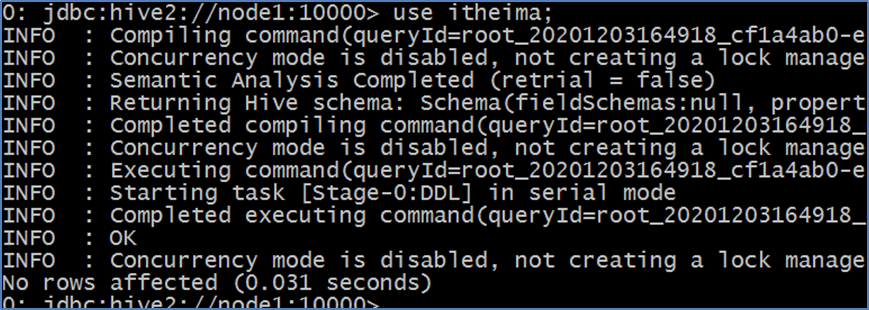 0: jdbc:hive2://node1:10000> use itheima;
INFO  : Compiling command(queryId=root_20201203164918_cf1a4ab0-e
INFO  : Concurrency mode is disabled, not creating a lock manage
INFO  : Semantic Analysis Completed (retrial = false)
INFO  : Returning Hive schema: Schema(fieldSchemas:null, propert
INFO  : Completed compiling command(queryId=root_20201203164918_
INFO  : Concurrency mode is disabled, not creating a lock manage
INFO  : Executing command(queryId=root_20201203164918_cf1a4ab0-e
INFO  : Starting task [Stage-0:DDL] in serial mode
INFO  : Completed executing command(queryId=root_20201203164918_
INFO  : OK
INFO  : Concurrency mode is disabled, not creating a lock manage
No rows affected (0.031 seconds)
0: jdbc:hive2://node1:10000>